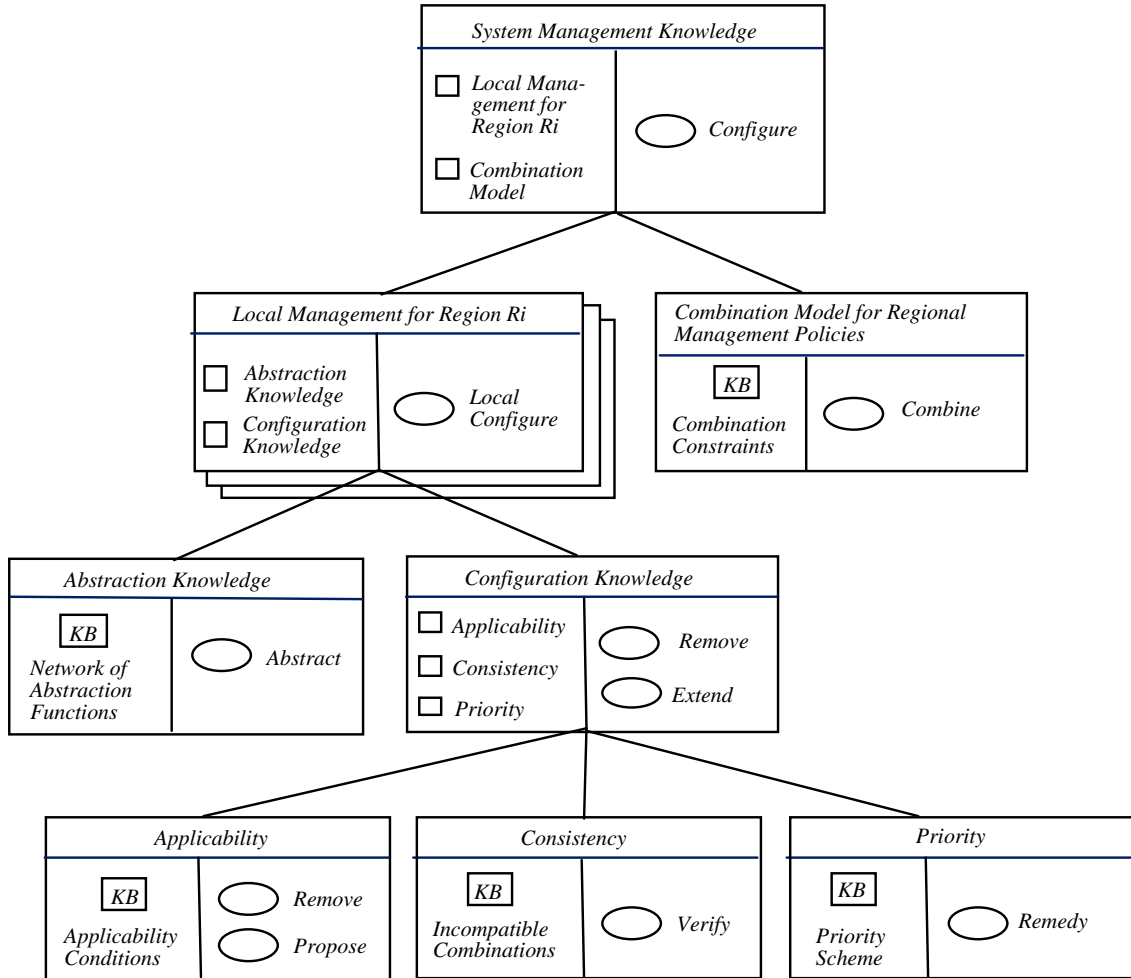 System Management Knowledge
Local Mana-
gement for
Region Ri
Combination
Model
Configure
Local Management for Region Ri
Abstraction
Knowledge
Configuration
Knowledge
Local
Configure
Combination Model for Regional
Management Policies
KB
Combination
Constraints
Combine
Abstraction Knowledge
KB
Network of
Abstraction
Functions
Abstract
Configuration Knowledge
Applicability
Consistency
Priority
Remove
Extend
Applicability
KB
Applicability
Conditions
Remove
Propose
Consistency
KB
Incompatible
Combinations
Verify
Priority
KB
Priority
Scheme
Remedy